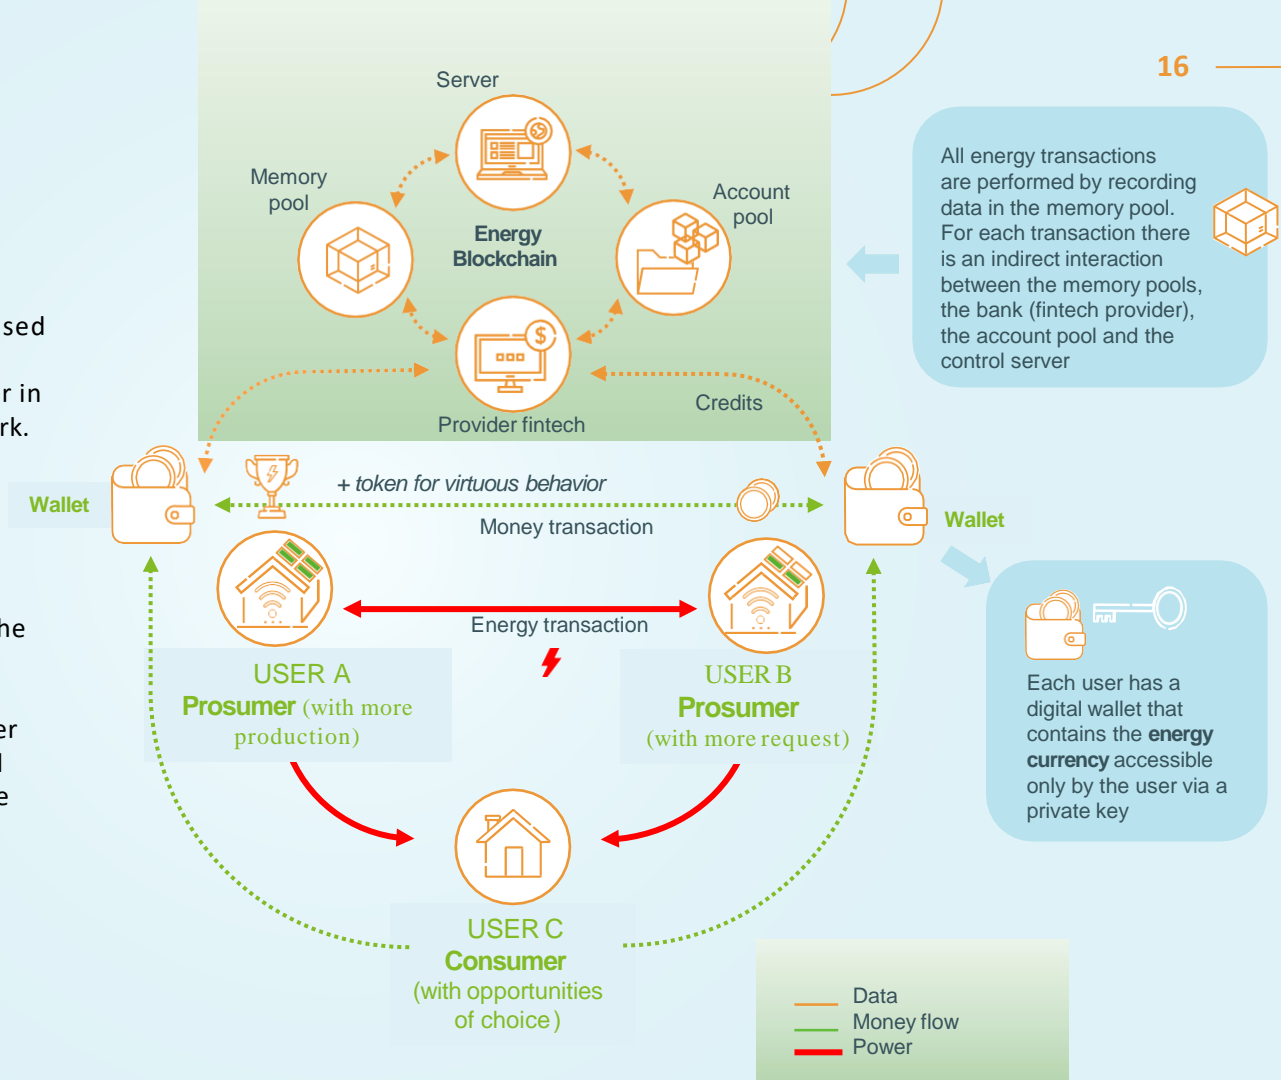 16
Server
Memory
pool
Account
pool
Energy
Blockchain
Provider fintech
Credits
All energy transactions
are performed by recording
data in the memory pool.
For each transaction there
is an indirect interaction
between the memory pools,
the bank (fintech provider),
the account pool and the
control server
sed
r in
rk.
he
er
e
Wallet
+ token for virtuous behavior
Money transaction
Wallet
Energy transaction
USER A
Prosumer (with more
production)
USER B
Prosumer
(with more request)
Each user has a
digital wallet that
contains the energy
currency accessible
only by the user via a
private key
USER C
Consumer
(with opportunities
of choice)
Data
Money flow
Power